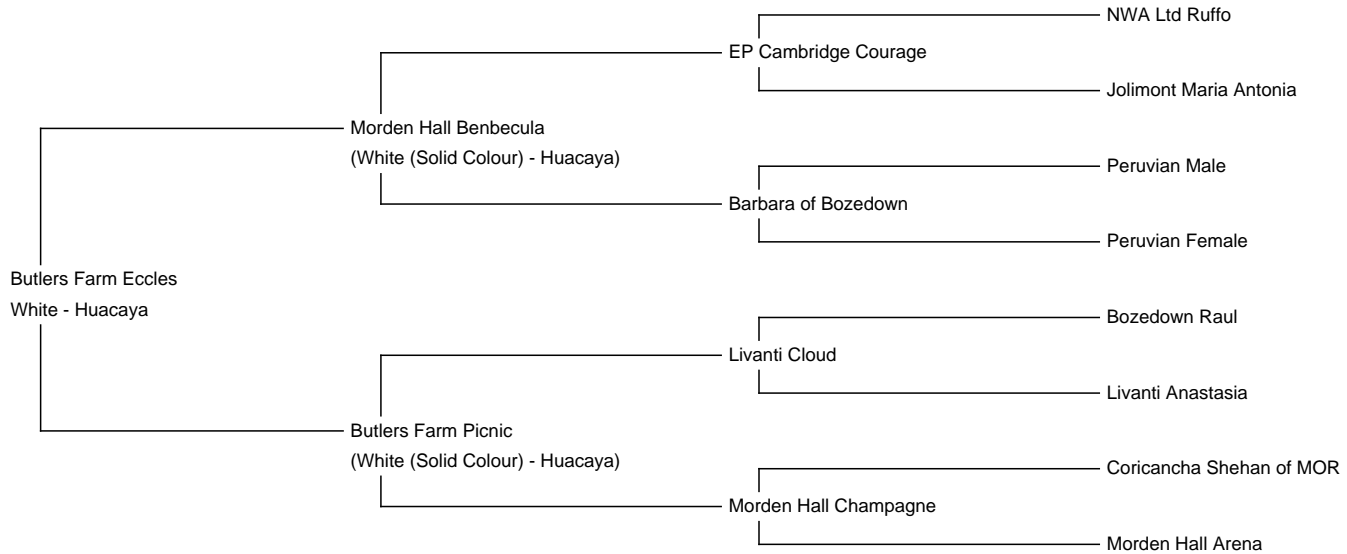 NWA Ltd Ruffo
EP Cambridge Courage
Jolimont Maria Antonia
Morden Hall Benbecula
(White (Solid Colour) - Huacaya)
Peruvian Male
Barbara of Bozedown
Peruvian Female
Butlers Farm Eccles
White - Huacaya
Bozedown Raul
Livanti Cloud
Livanti Anastasia
Butlers Farm Picnic
(White (Solid Colour) - Huacaya)
Coricancha Shehan of MOR
Morden Hall Champagne
Morden Hall Arena